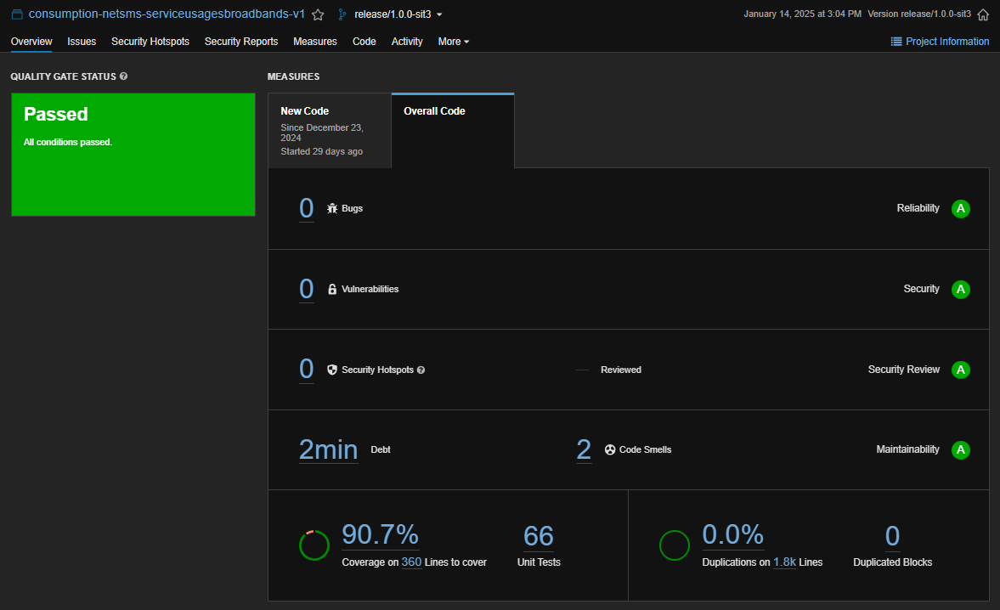 consumption-netsms-serviceusagesbroadbands-v1 release/1.0.0-sit3 January 14, 2025 at 3:04 PM Version release/1.0.0-sit3
Overview Issues Security Hotspots Security Reports Measures Code Activity More Project Information
QUALITY GATE STATUS
Passed
All conditions passed.
MEASURES
New Code
Since December 23,
2024
Started 29 days ago
Overall Code
0 Bugs Reliability A
0 Vulnerabilities Security A
0 Security Hotspots — Reviewed Security Review A
2min Debt 2 Code Smells Maintainability A
90.7%
Coverage on 360 Lines to cover
66
Unit Tests
0.0%
Duplications on 1.8k Lines
0
Duplicated Blocks